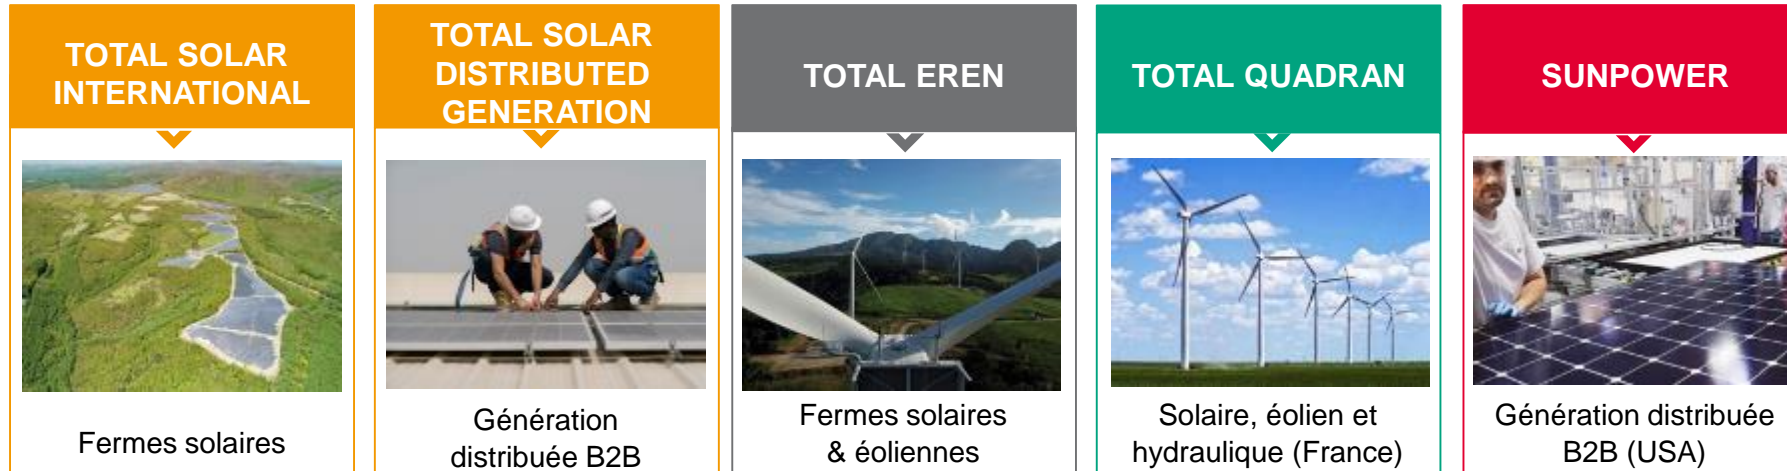 TOTAL SOLAR
INTERNATIONAL
Fermes solaires
TOTAL SOLAR
DISTRIBUTED
GENERATION
Génération
distribuée B2B
TOTAL EREN
Fermes solaires
& éoliennes
TOTAL QUADRAN
Solaire, éolien et
hydraulique (France)
SUNPOWER
Génération distribuée
B2B (USA)